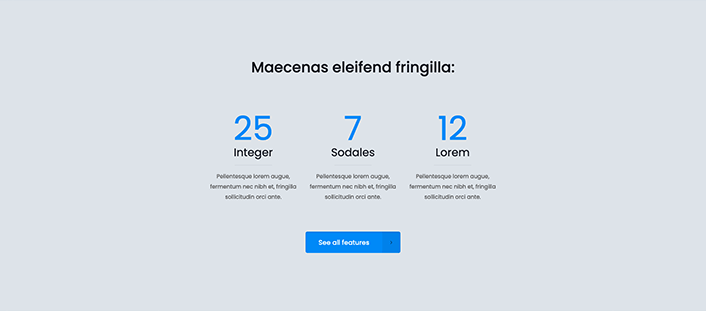 Maecenas eleifend fringilla:
25
Integer
Pellentesque lorem augue,
fermentum nec nibh et, fringilla
sollicitudin orci ante.
7
Sodales
Pellentesque lorem augue,
fermentum nec nibh et, fringilla
sollicitudin orci ante.
12
Lorem
Pellentesque lorem augue,
fermentum nec nibh et, fringilla
sollicitudin orci ante.
See all features